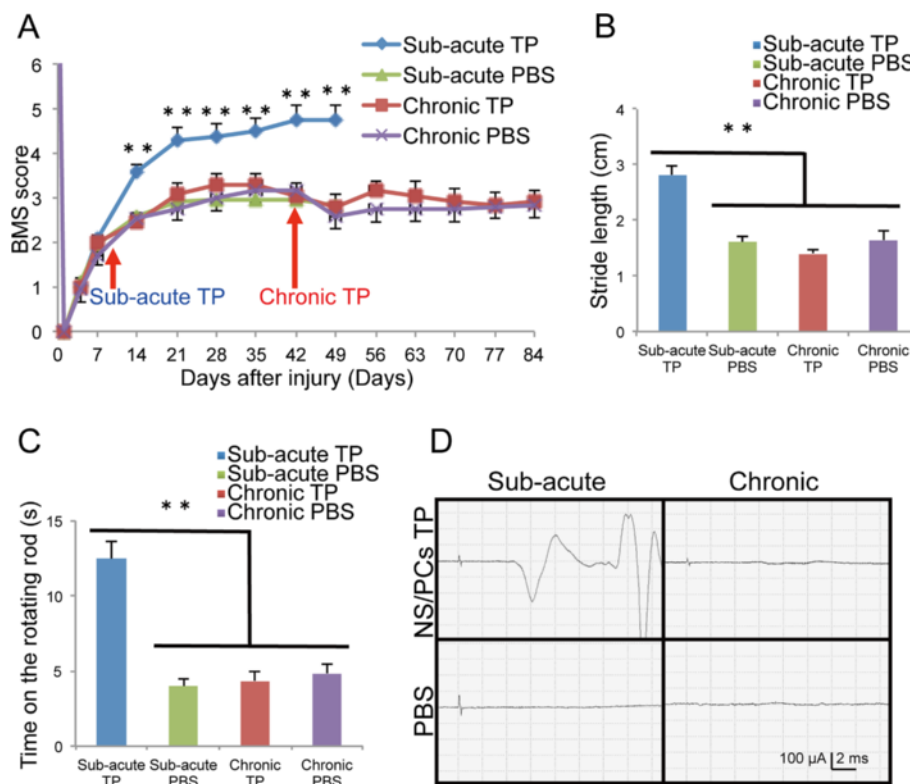 A
Sub-acute TP
Sub-acute PBS
Chronic TP
Chronic PBS
BMS score
6
5
4
3
2
1
0
* *
* *
* *
* *
* *
* *
Sub-acute TP
Chronic TP
0 7 14 21 28 35 42 49 56 63 70 77 84
Days after injury (Days)
B
Sub-acute TP
Sub-acute PBS
Chronic TP
Chronic PBS
* *
Stride length (cm)
4
3
2
1
0
Sub-acute TP
Sub-acute PBS
Chronic TP
Chronic PBS
C
Sub-acute TP
Sub-acute PBS
Chronic TP
Chronic PBS
* *
Time on the rotating rod (s)
15
10
5
0
Sub-acute TP
Sub-acute PBS
Chronic TP
Chronic PBS
D
Sub-acute
Chronic
NS/PCs TP
PBS
100 µA
2 ms